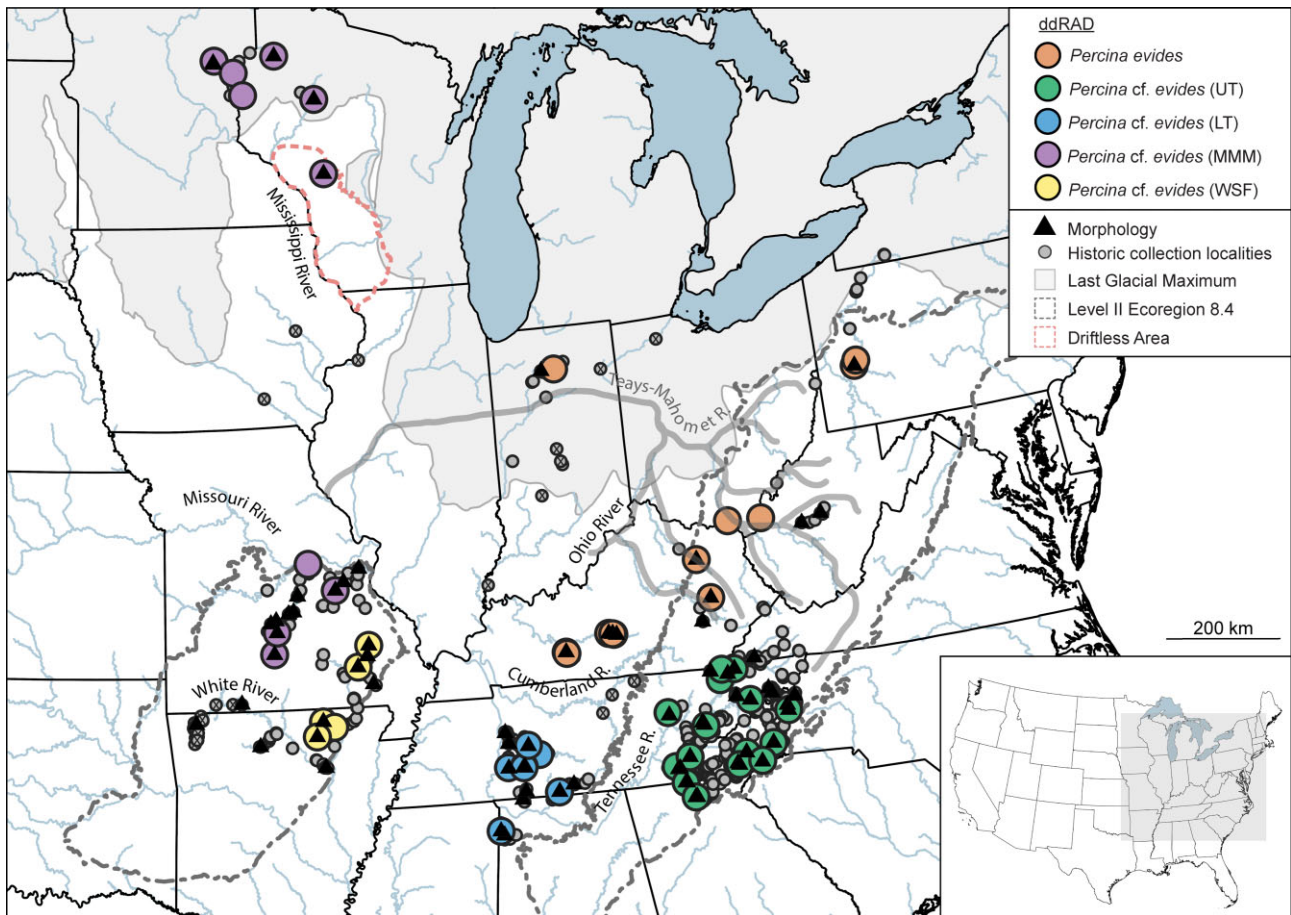 ddRAD
Percina evides
Percina cf. evides (UT)
Percina cf. evides (LT)
Percina cf. evides (MMM)
Percina cf. evides (WSF)
Morphology
Historic collection localities
Last Glacial Maximum
Level II Ecoregion 8.4
Driftless Area
Mississippi River
Teays-Mahomet R.
Missouri River
Ohio River
200 km
Cumberland R.
White River
Tennessee R.